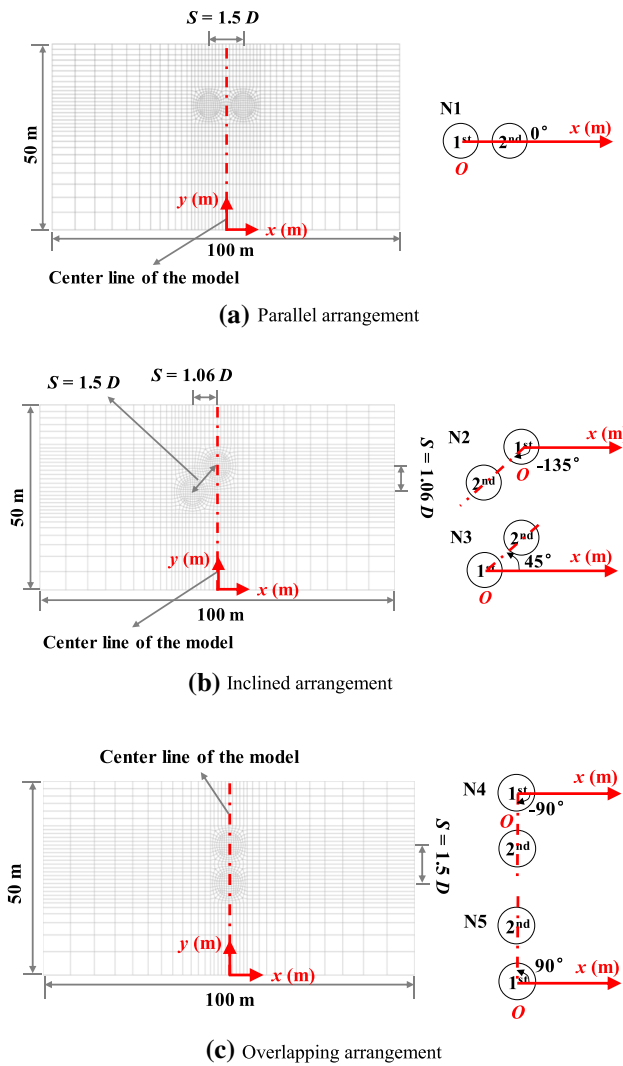 S = 1.5 D
50 m
y (m)
x (m)
100 m
Center line of the model
N1
1st
2nd
0°
x (m)
O
(a) Parallel arrangement
S = 1.5 D
S = 1.06 D
S = 1.06 D
50 m
y (m)
x (m)
100 m
Center line of the model
N2
1st
x (m
O
-135°
2nd
N3
2nd
1st
45°
O
(b) Inclined arrangement
Center line of the model
50 m
S = 1.5 D
y (m)
x (m)
100 m
N4
1st
x (m)
O
-90°
2nd
N5
2nd
90°
x (m)
1st
O
(c) Overlapping arrangement